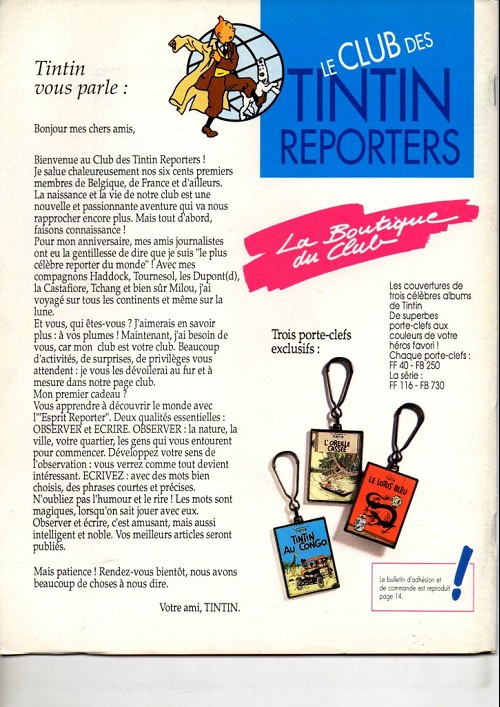 Tintin
vous parle :
Bonjour mes chers amis,
Bienvenue au Club des Tintin Reporters !
Je salue chaleureusement nos six cents premiers
membres de Belgique, de France et d'ailleurs.
La naissance et la vie de notre club est une
nouvelle et passionnante aventure qui va nous
rapprocher encore plus. Mais tout d'abord,
faisons connaissance !
Pour mon anniversaire, mes amis journalistes
ont eu la gentillesse de dire que je suis "le plus
célèbre reporter du monde" ! Avec mes
compagnons Haddock, Tournesol, les Dupont(d),
la Castafiore, Tchang et bien sûr Milou, j'ai
voyagé sur tous les continents et même sur la
lune.
Et vous, qui êtes-vous ? J'aimerais en savoir
plus : à vos plumes ! Maintenant, j'ai besoin de
vous, car mon club est votre club. Beaucoup
d'activités, de surprises, de privilèges vous
attendent : je vous les dévoilerai au fur et à
mesure dans notre page club.
Mon premier cadeau ?
Vous apprendre à découvrir le monde avec
l'"Esprit Reporter". Deux qualités essentielles :
OBSERVER et ECRIRE. OBSERVER : la nature, la
ville, votre quartier, les gens qui vous entourent
pour commencer. Développez votre sens de
l'observation : vous verrez comme tout devient
intéressant. ECRIVEZ : avec des mots bien
choisis, des phrases courtes et précises.
N'oubliez pas l'humour et le rire ! Les mots sont
magiques, lorsqu'on sait jouer avec eux.
Observer et écrire, c'est amusant, mais aussi
intelligent et noble. Vos meilleurs articles seront
publiés.
Mais patience ! Rendez-vous bientôt, nous avons
beaucoup de choses à nous dire.
Votre ami, TINTIN.
LE CLUB DES
TINTIN
REPORTERS
La Boutique
du Club
Les couvertures de
trois célèbres albums
de Tintin
De superbes
porte-clefs aux
couleurs de votre
héros favori !
Chaque porte-clefs :
FF 40 - FB 250
La série :
FF 116 - FB 730
Trois porte-clefs
exclusifs :
L'OREILLE
CASSÉE
LE LOTUS BLEU
TINTIN
AU CONGO
Le bulletin d'adhésion et
de commande est reproduit
page 14.
!